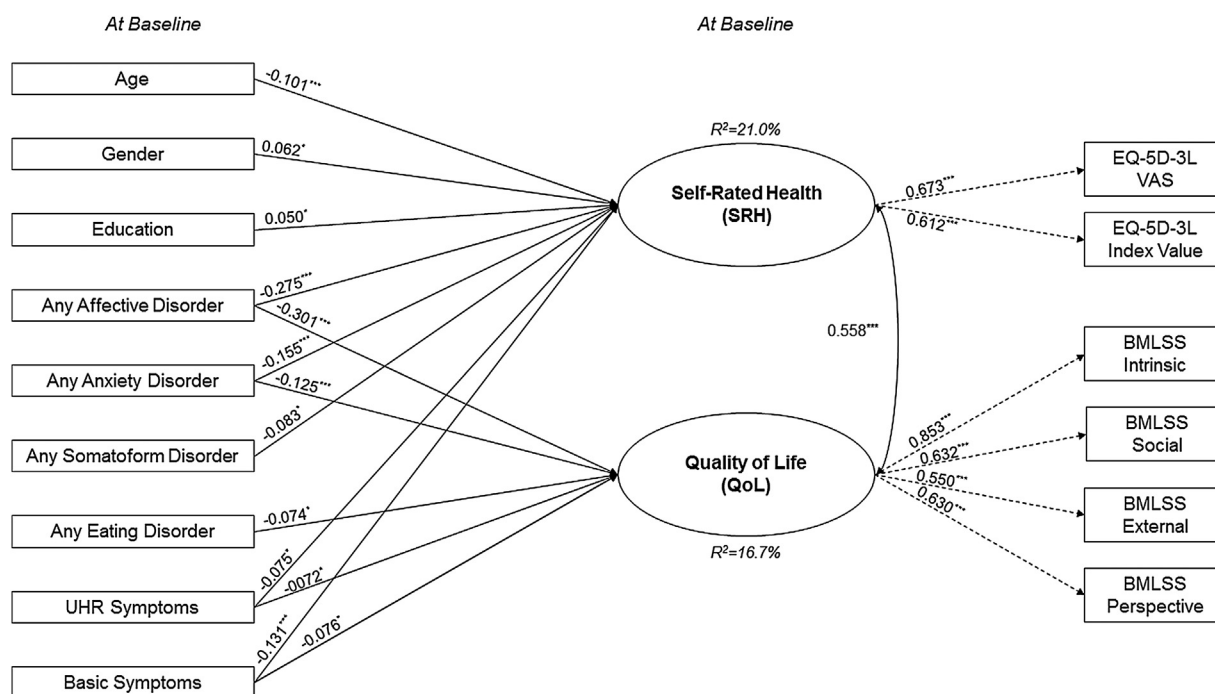 At Baseline
At Baseline
Age
Gender
Education
Any Affective Disorder
Any Anxiety Disorder
Any Somatoform Disorder
Any Eating Disorder
UHR Symptoms
Basic Symptoms
-0.101***
0.062*
0.050*
-0.275***
-0.301***
-0.155***
-0.125***
-0.083*
-0.074*
-0.075*
-0072*
-0.131***
-0.076*
R²=21.0%
Self-Rated Health
(SRH)
0.558***
Quality of Life
(QoL)
R²=16.7%
0.673***
0.612***
0.853***
0.632***
0.550***
0.630***
EQ-5D-3L
VAS
EQ-5D-3L
Index Value
BMLSS
Intrinsic
BMLSS
Social
BMLSS
External
BMLSS
Perspective